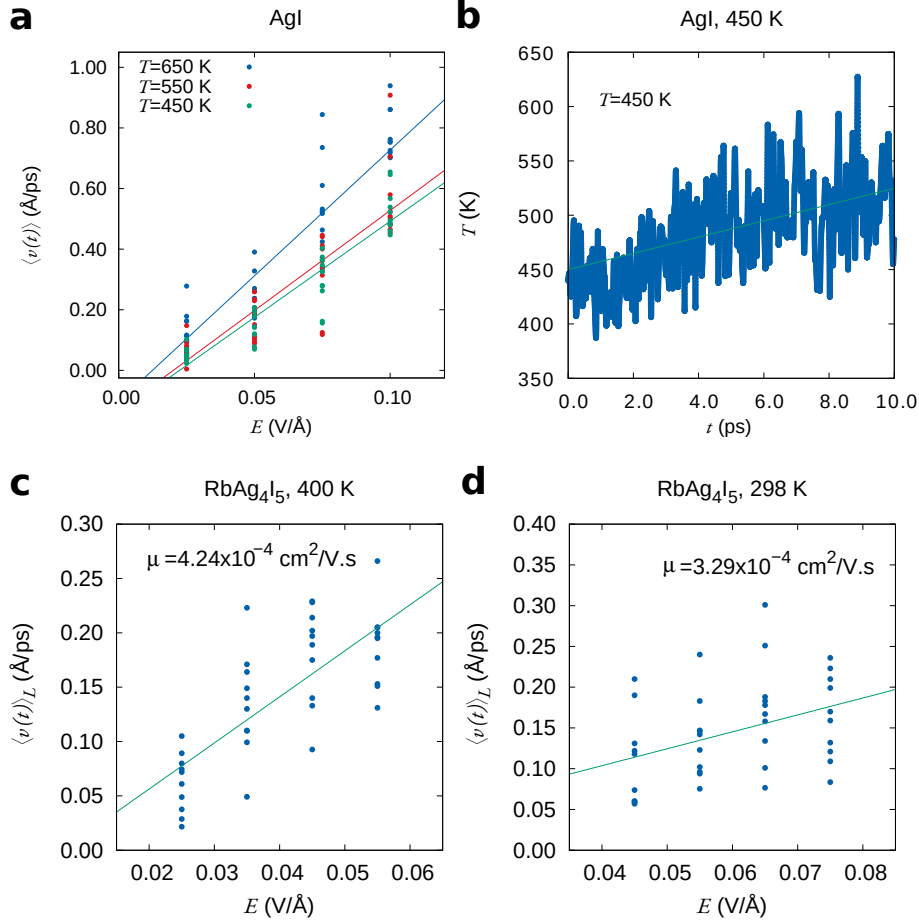 a
AgI
T=650 K
T=550 K
T=450 K
1.00
0.80
0.60
0.40
0.20
0.00
⟨v(t)⟩ (Å/ps)
0.00 0.05 0.10
E (V/Å)
b
AgI, 450 K
T=450 K
650
600
550
500
450
400
350
T (K)
0.0 2.0 4.0 6.0 8.0 10.0
t (ps)
c
RbAg₄I₅, 400 K
μ =4.24x10⁻⁴ cm²/V.s
0.30
0.25
0.20
0.15
0.10
0.05
0.00
⟨v(t)⟩_L (Å/ps)
0.02 0.03 0.04 0.05 0.06
E (V/Å)
d
RbAg₄I₅, 298 K
μ =3.29x10⁻⁴ cm²/V.s
0.40
0.35
0.30
0.25
0.20
0.15
0.10
0.05
0.00
⟨v(t)⟩_L (Å/ps)
0.04 0.05 0.06 0.07 0.08
E (V/Å)